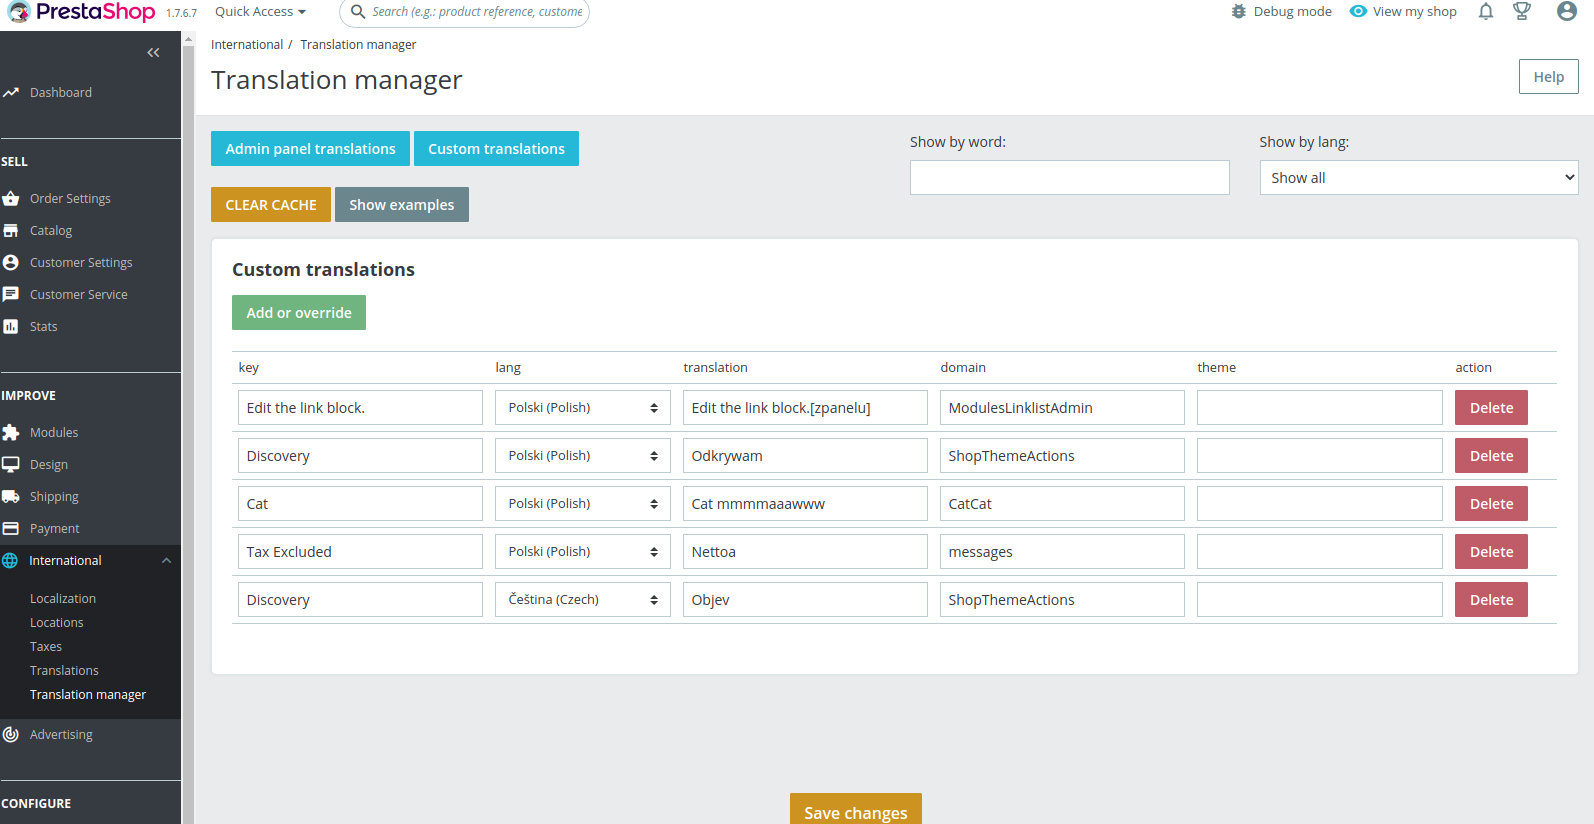 PrestaShop 1.7.6.7 Quick Access Search (e.g.: product reference, custome Debug mode View my shop
International / Translation manager
Translation manager
Help
Dashboard
SELL
Order Settings
Catalog
Customer Settings
Customer Service
Stats
IMPROVE
Modules
Design
Shipping
Payment
International
Localization
Locations
Taxes
Translations
Translation manager
Advertising
CONFIGURE
Admin panel translations Custom translations
CLEAR CACHE Show examples
Show by word:
Show by lang:
Show all
Custom translations
Add or override
key lang translation domain theme action
Edit the link block. Polski (Polish) Edit the link block.[zpanelu] ModulesLinklistAdmin Delete
Discovery Polski (Polish) Odkrywam ShopThemeActions Delete
Cat Polski (Polish) Cat mmmmaaawww CatCat Delete
Tax Excluded Polski (Polish) Nettoa messages Delete
Discovery Čeština (Czech) Objev ShopThemeActions Delete
Save changes